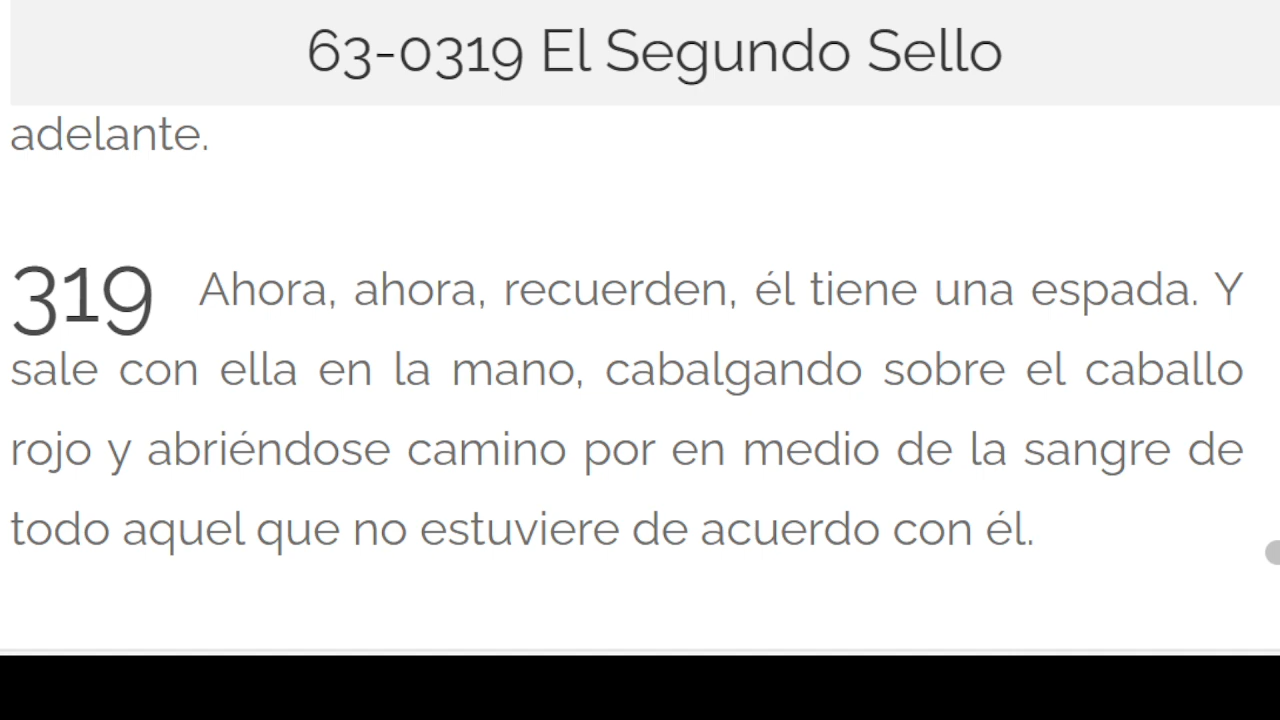 63-0319 El Segundo Sello
adelante.
319 Ahora, ahora, recuerden, él tiene una espada. Y
sale con ella en la mano, cabalgando sobre el caballo
rojo y abriéndose camino por en medio de la sangre de
todo aquel que no estuviere de acuerdo con él.